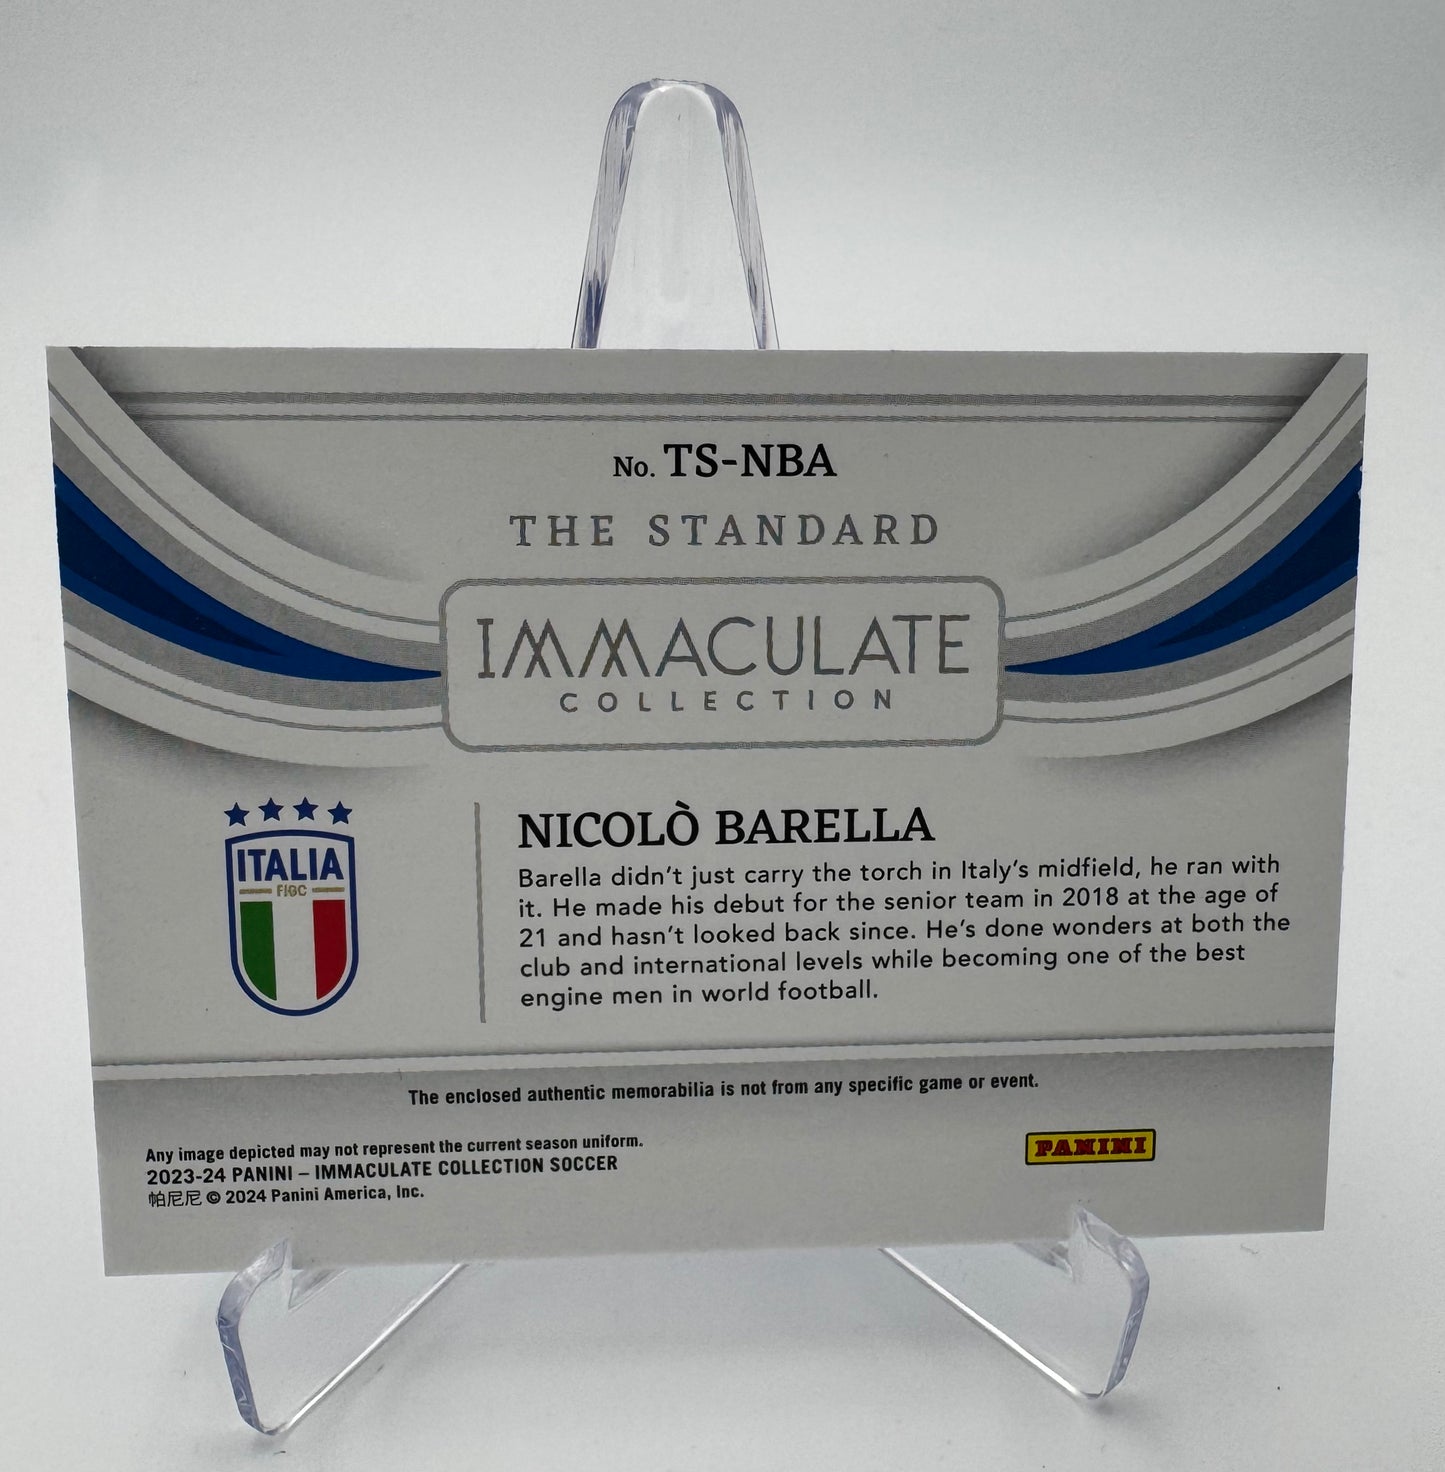 No. TS-NBA
THE STANDARD
IMMACULATE
COLLECTION
ITALIA
FIGC
NICOLÒ BARELLA
Barella didn't just carry the torch in Italy's midfield, he ran with
it. He made his debut for the senior team in 2018 at the age of
21 and hasn't looked back since. He's done wonders at both the
club and international levels while becoming one of the best
engine men in world football.
The enclosed authentic memorabilia is not from any specific game or event.
Any image depicted may not represent the current season uniform.
2023-24 PANINI – IMMACULATE COLLECTION SOCCER
帕尼尼 © 2024 Panini America, Inc.
PANINI